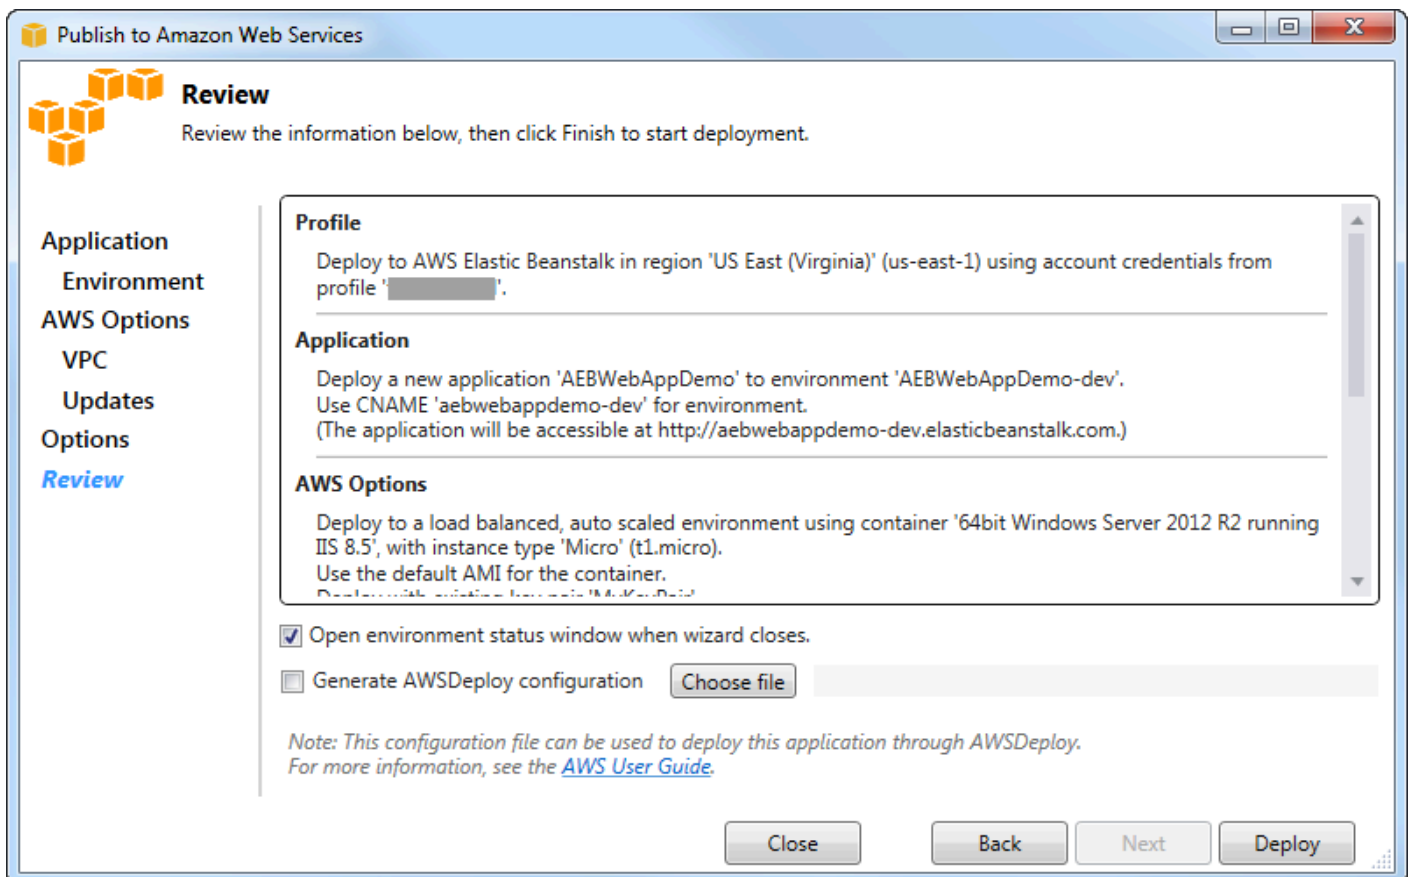 Publish to Amazon Web Services
Review
Review the information below, then click Finish to start deployment.
Application
Environment
AWS Options
VPC
Updates
Options
Review
Profile
Deploy to AWS Elastic Beanstalk in region 'US East (Virginia)' (us-east-1) using account credentials from
profile ' '.
Application
Deploy a new application 'AEBWebAppDemo' to environment 'AEBWebAppDemo-dev'.
Use CNAME 'aebwebappdemo-dev' for environment.
(The application will be accessible at http://aebwebappdemo-dev.elasticbeanstalk.com.)
AWS Options
Deploy to a load balanced, auto scaled environment using container '64bit Windows Server 2012 R2 running
IIS 8.5', with instance type 'Micro' (t1.micro).
Use the default AMI for the container.
Deploy with existing key pair 'MyKeyPair'
Open environment status window when wizard closes.
Generate AWSDeploy configuration
Choose file
Note: This configuration file can be used to deploy this application through AWSDeploy.
For more information, see the AWS User Guide.
Close
Back
Next
Deploy